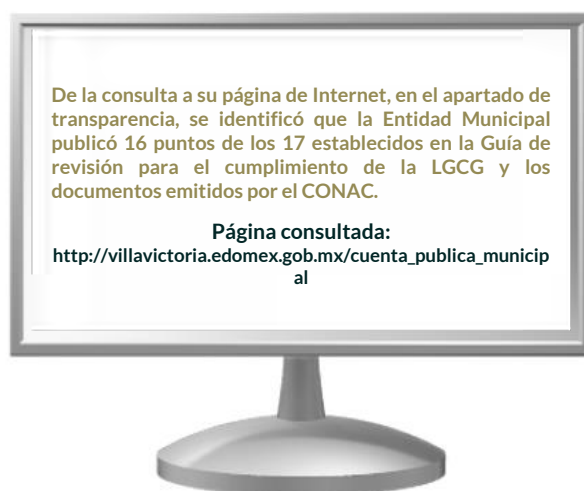 De la consulta a su página de Internet, en el apartado de
transparencia, se identificó que la Entidad Municipal
publicó 16 puntos de los 17 establecidos en la Guía de
revisión para el cumplimiento de la LGCG y los
documentos emitidos por el CONAC.
Página consultada:
http://villavictoria.edomex.gob.mx/cuenta_publica_municip
al